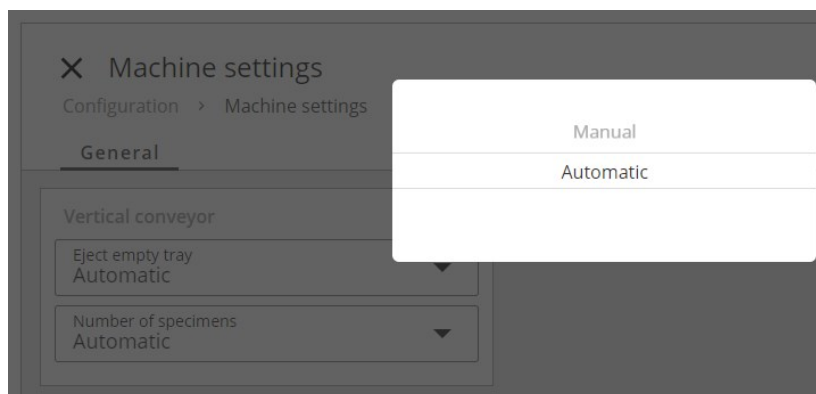 Machine settings
Configuration > Machine settings
General
Vertical conveyor
Eject empty tray
Automatic
Number of specimens
Automatic
Manual
Automatic